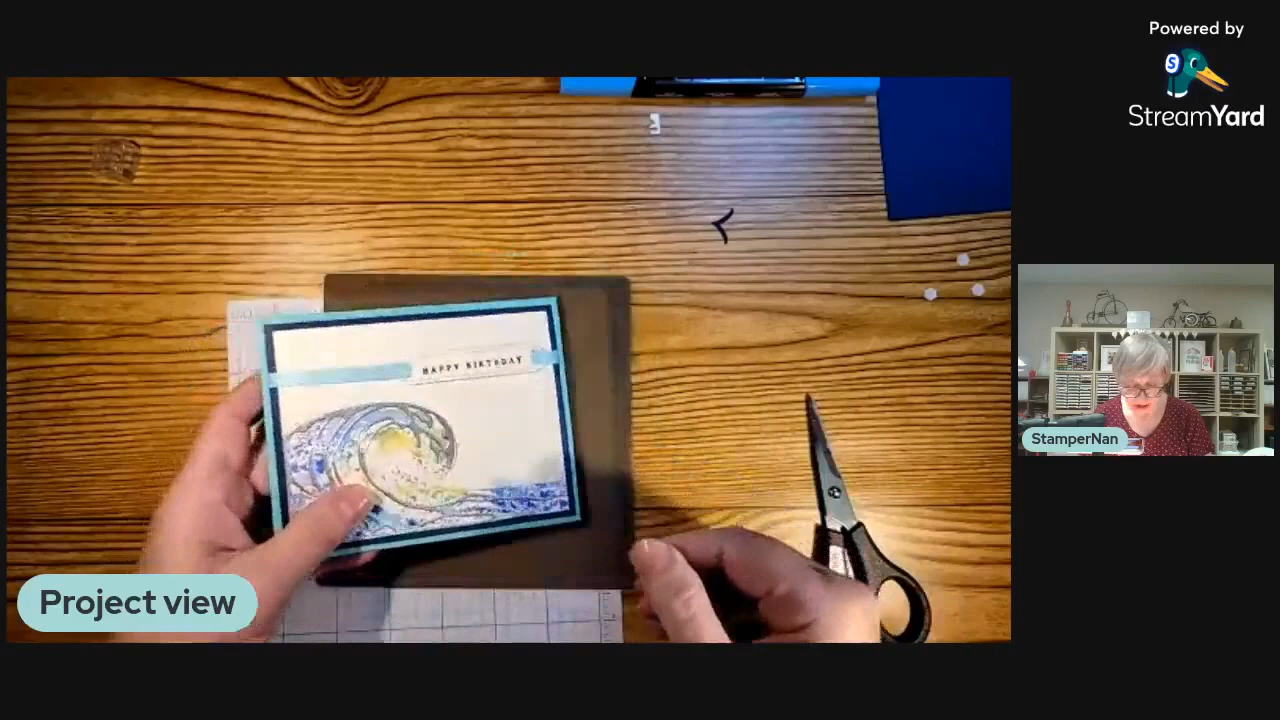 Powered by
StreamYard
HAPPY BIRTHDAY
StamperNan
Project view